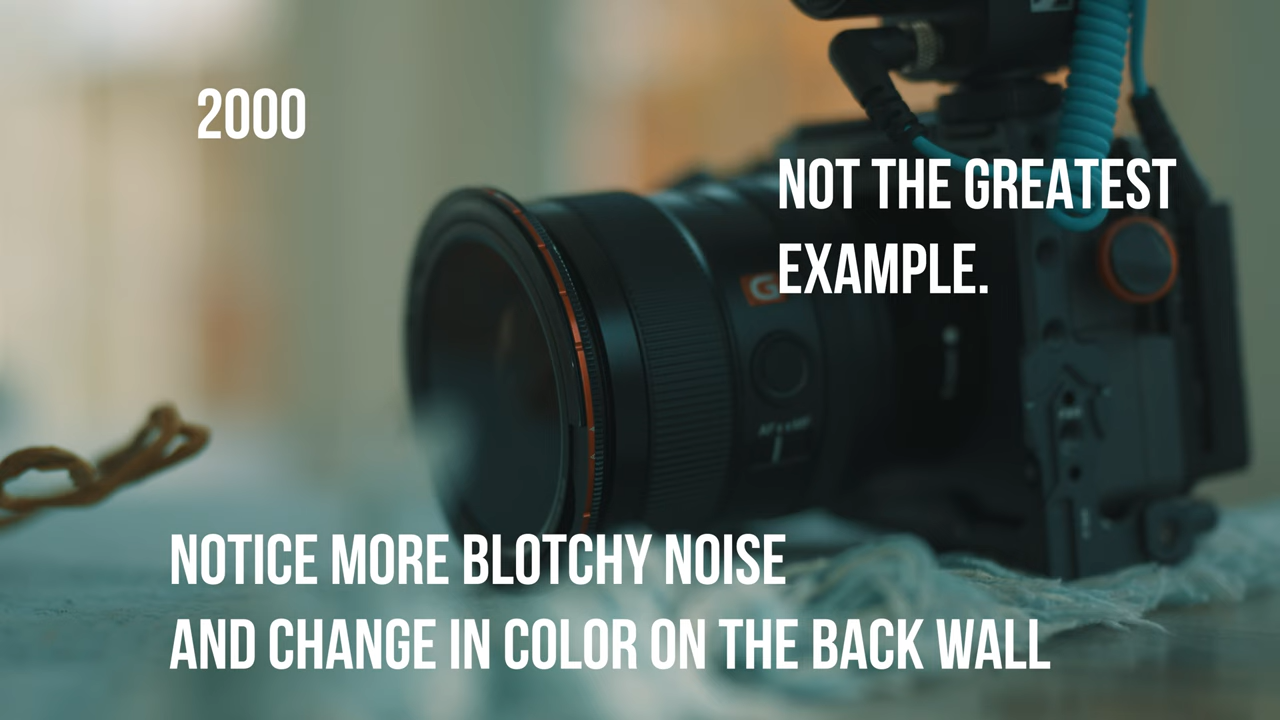 2000
NOT THE GREATEST
EXAMPLE.
G
NOTICE MORE BLOTCHY NOISE
AND CHANGE IN COLOR ON THE BACK WALL